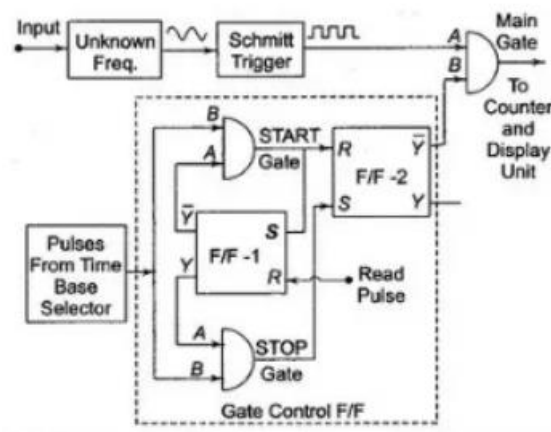 Input
Unknown
Freq.
Schmitt
Trigger
A
B
Main
Gate
To
Counter
and
Display
Unit
B
A
START
Gate
R
Y̅
F/F -2
S
Y
Y̅
S
F/F -1
Y
R
Read
Pulse
Pulses
From Time
Base
Selector
A
B
STOP
Gate
Gate Control F/F